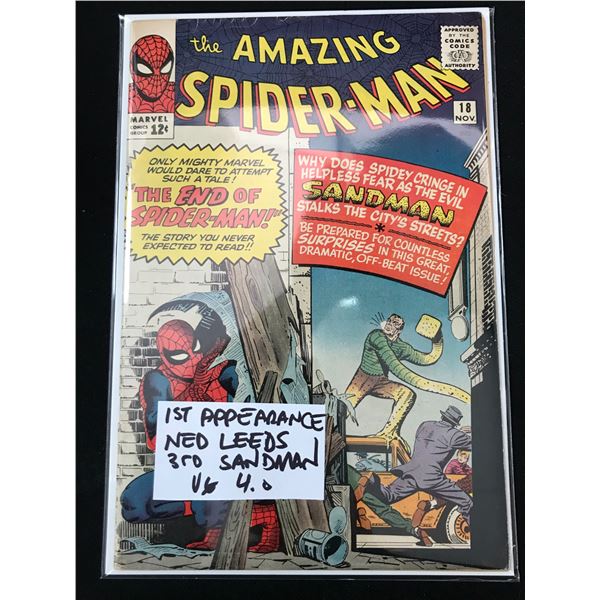 the AMAZING
SPIDER-MAN
APPROVED
BY THE
COMICS
CODE
AUTHORITY
MARVEL
COMICS
GROUP 12¢
18
NOV.
ONLY MIGHTY MARVEL
WOULD DARE TO ATTEMPT
SUCH A TALE!
"THE END OF
SPIDER-MAN!"
THE STORY YOU NEVER
EXPECTED TO READ!!
WHY DOES SPIDEY CRINGE IN
HELPLESS FEAR AS THE EVIL
SANDMAN
STALKS THE CITY'S STREETS?
*
BE PREPARED FOR COUNTLESS
SURPRISES IN THIS GREAT,
DRAMATIC, OFF-BEAT ISSUE!
1ST APPEARANCE
NED LEEDS
3RD SANDMAN
VG 4.0